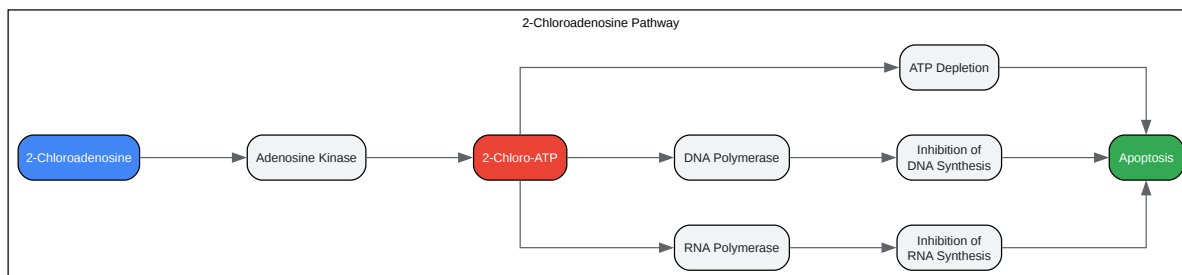 2-Chloroadenosine Pathway
ATP Depletion
2-Chloroadenosine
Adenosine Kinase
2-Chloro-ATP
DNA Polymerase
Inhibition of
DNA Synthesis
Apoptosis
RNA Polymerase
Inhibition of
RNA Synthesis